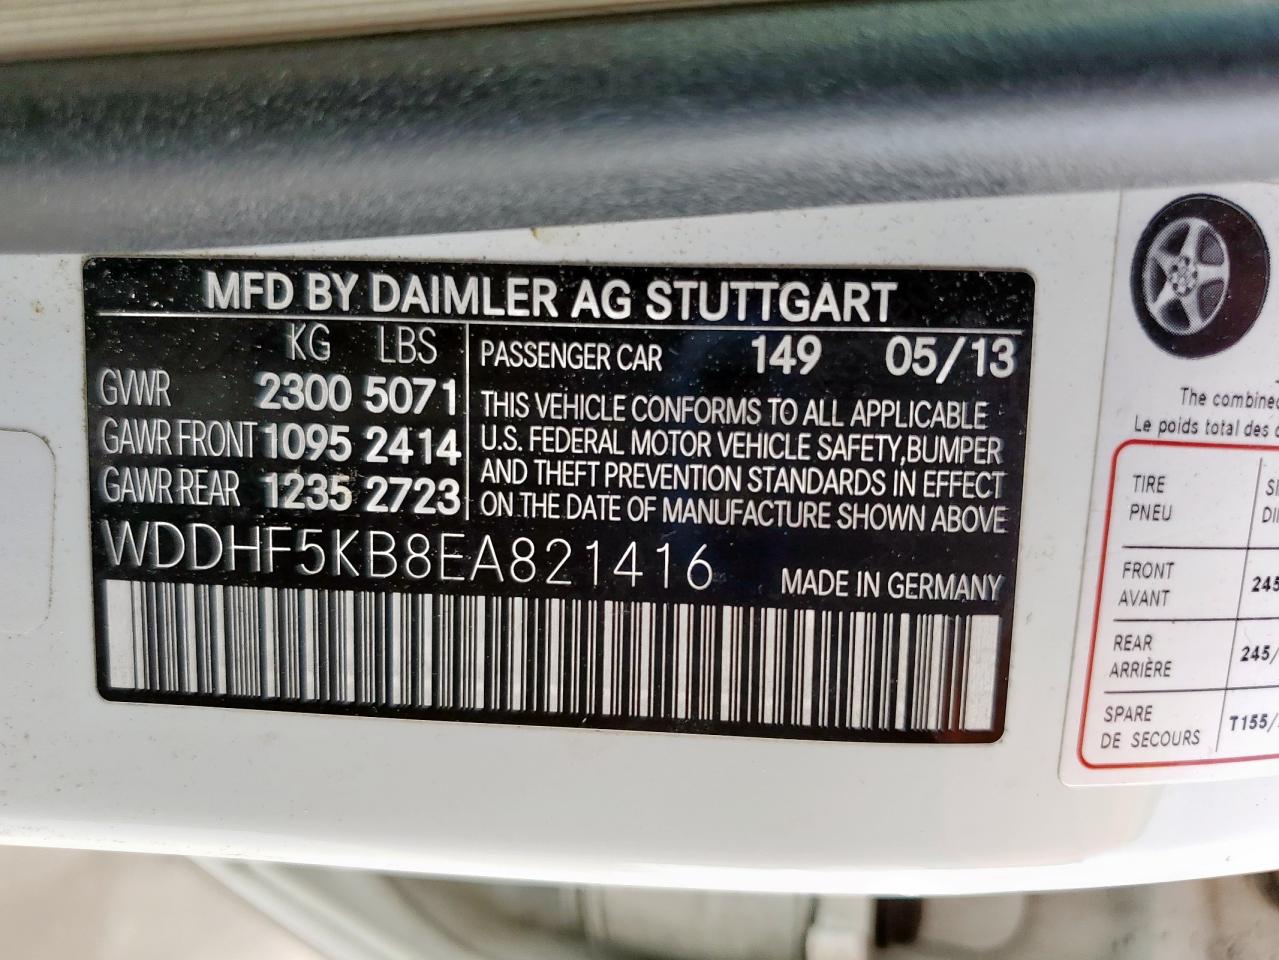 MFD BY DAIMLER AG STUTTGART
KG LBS
GVWR 2300 5071
GAWR FRONT 1095 2414
GAWR REAR 1235 2723
PASSENGER CAR 149 05/13
THIS VEHICLE CONFORMS TO ALL APPLICABLE
U.S. FEDERAL MOTOR VEHICLE SAFETY,BUMPER
AND THEFT PREVENTION STANDARDS IN EFFECT
ON THE DATE OF MANUFACTURE SHOWN ABOVE
WDDHF5KB8EA821416
MADE IN GERMANY
The combined
Le poids total des
TIRE
PNEU
FRONT
AVANT
245
REAR
ARRIÈRE
245/
SPARE
DE SECOURS
T155/